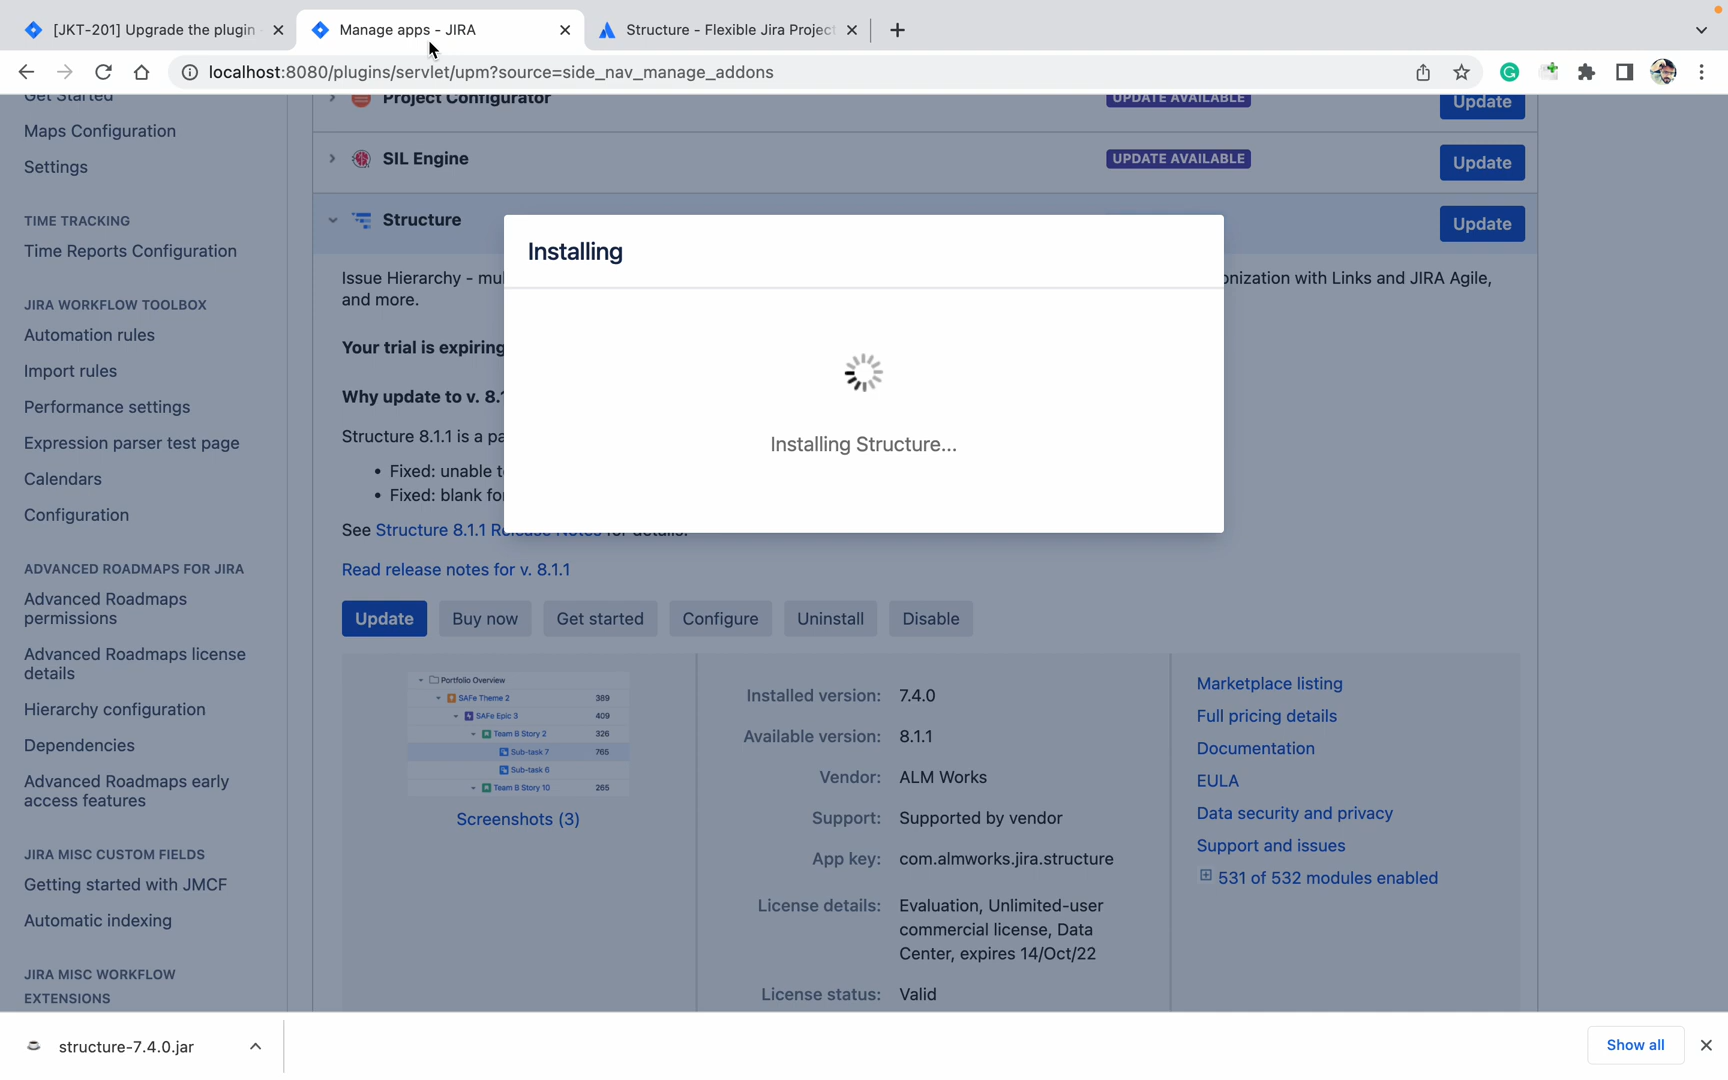 [JKT-201] Upgrade the plugin
Manage apps - JIRA
Structure - Flexible Jira Project
localhost:8080/plugins/servlet/upm?source=side_nav_manage_addons
Get Started
Maps Configuration
Settings
TIME TRACKING
Time Reports Configuration
JIRA WORKFLOW TOOLBOX
Automation rules
Import rules
Performance settings
Expression parser test page
Calendars
Configuration
ADVANCED ROADMAPS FOR JIRA
Advanced Roadmaps
permissions
Advanced Roadmaps license
details
Hierarchy configuration
Dependencies
Advanced Roadmaps early
access features
JIRA MISC CUSTOM FIELDS
Getting started with JMCF
Automatic indexing
JIRA MISC WORKFLOW
EXTENSIONS
Project Configurator UPDATE AVAILABLE Update
SIL Engine UPDATE AVAILABLE Update
Structure Update
Installing
Installing Structure...
Issue Hierarchy - mu onization with Links and JIRA Agile,
and more.
Your trial is expiring
Why update to v. 8.1
Structure 8.1.1 is a pa
• Fixed: unable t
• Fixed: blank for
See Structure 8.1.1 Release Notes for details.
Read release notes for v. 8.1.1
Update Buy now Get started Configure Uninstall Disable
Portfolio Overview
SAFe Theme 2 389
SAFe Epic 3 409
Team B Story 2 326
Sub-task 7 765
Sub-task 6
Team B Story 10 265
Screenshots (3)
Installed version: 7.4.0
Available version: 8.1.1
Vendor: ALM Works
Support: Supported by vendor
App key: com.almworks.jira.structure
License details: Evaluation, Unlimited-user
commercial license, Data
Center, expires 14/Oct/22
License status: Valid
Marketplace listing
Full pricing details
Documentation
EULA
Data security and privacy
Support and issues
531 of 532 modules enabled
structure-7.4.0.jar
Show all